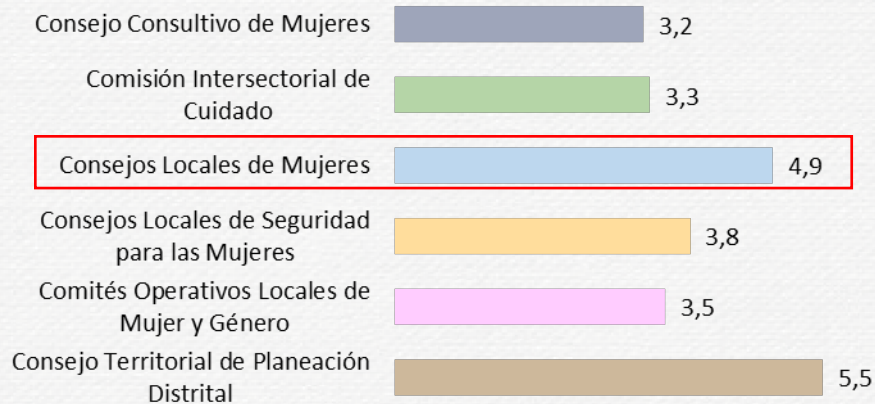 Consejo Consultivo de Mujeres
3,2
Comisión Intersectorial de
Cuidado
3,3
Consejos Locales de Mujeres
4,9
Consejos Locales de Seguridad
para las Mujeres
3,8
Comités Operativos Locales de
Mujer y Género
3,5
Consejo Territorial de Planeación
Distrital
5,5